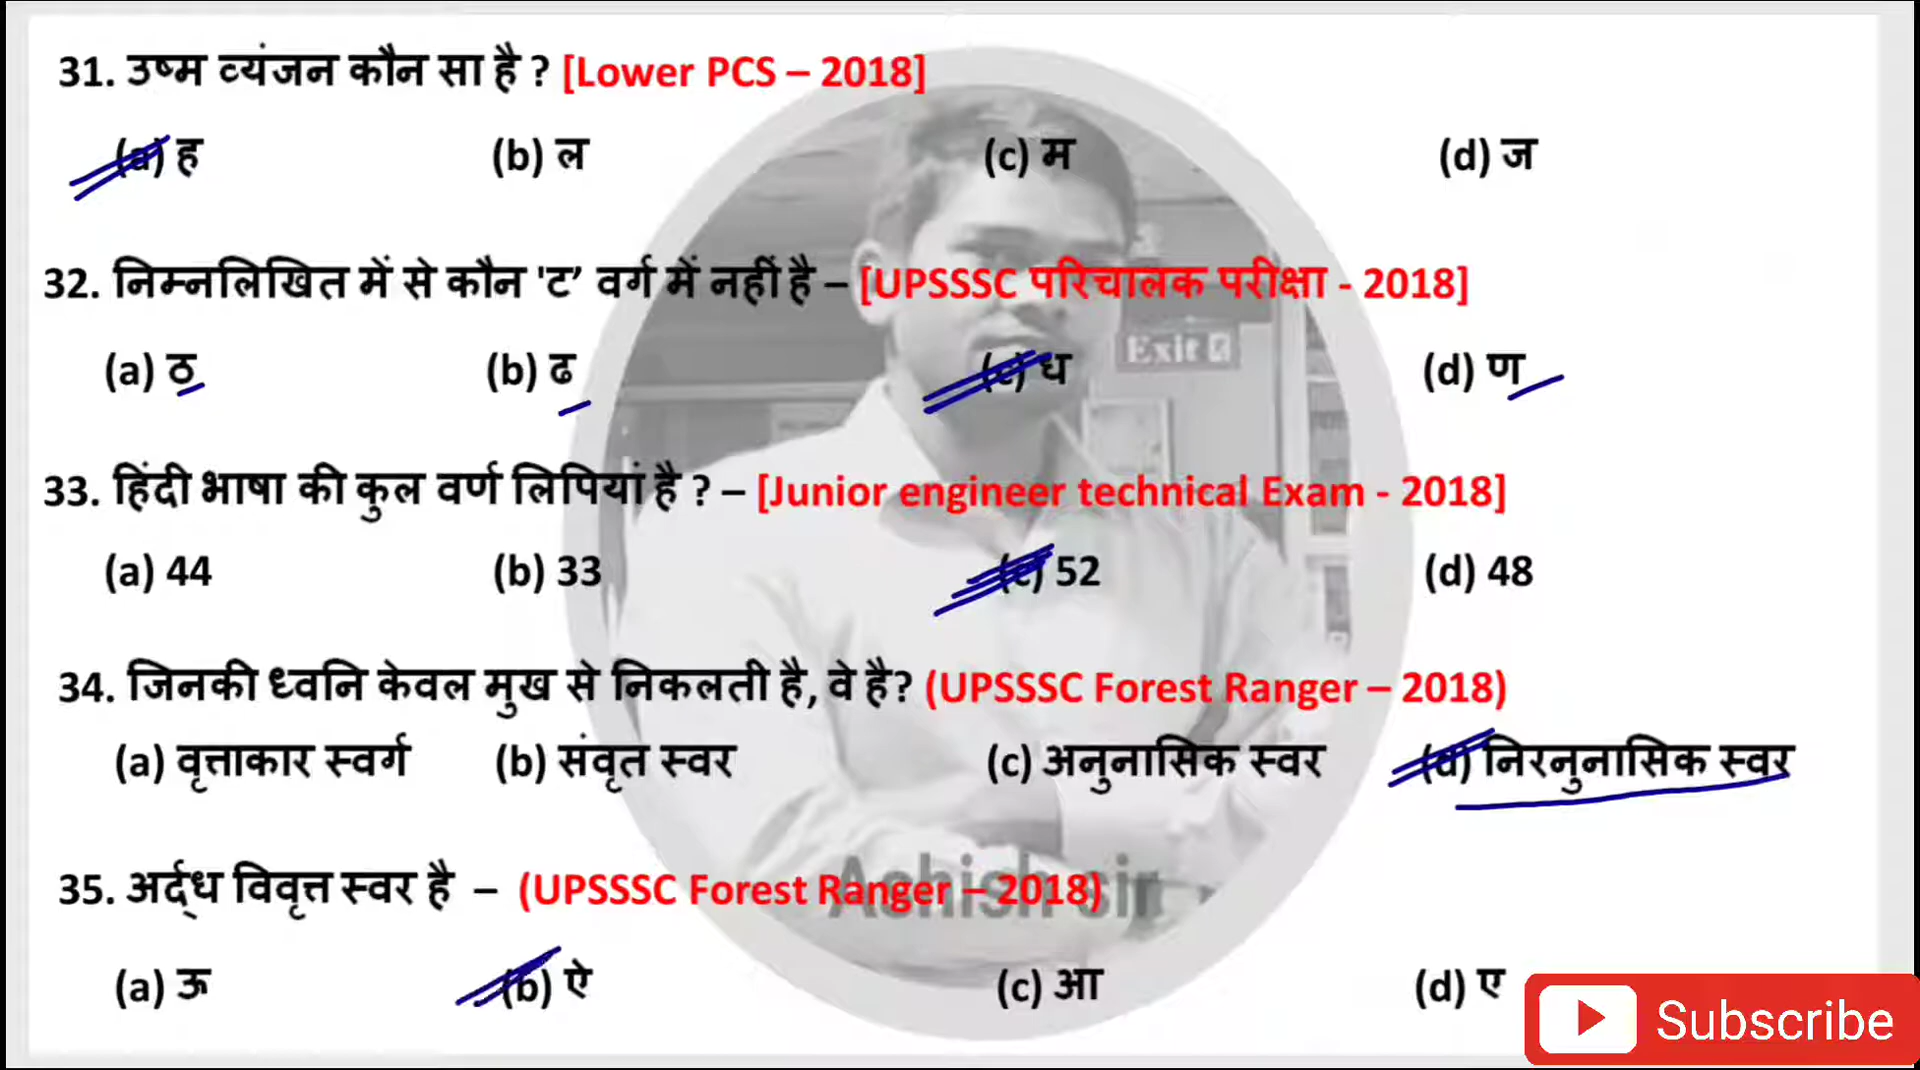 31. उष्म व्यंजन कौन सा है ? [Lower PCS – 2018]
(a) ह (b) ल (c) म (d) ज
32. निम्नलिखित में से कौन 'ट’ वर्ग में नहीं है – [UPSSSC परिचालक परीक्षा - 2018]
(a) ठ (b) ढ (c) ध (d) ण
Exit
33. हिंदी भाषा की कुल वर्ण लिपियां है ? – [Junior engineer technical Exam - 2018]
(a) 44 (b) 33 (c) 52 (d) 48
34. जिनकी ध्वनि केवल मुख से निकलती है, वे है? (UPSSSC Forest Ranger – 2018)
(a) वृत्ताकार स्वर्ग (b) संवृत स्वर (c) अनुनासिक स्वर (d) निरनुनासिक स्वर
35. अर्द्ध विवृत्त स्वर है – (UPSSSC Forest Ranger – 2018)
Ashish sir
(a) ऊ (b) ऐ (c) आ (d) ए
Subscribe